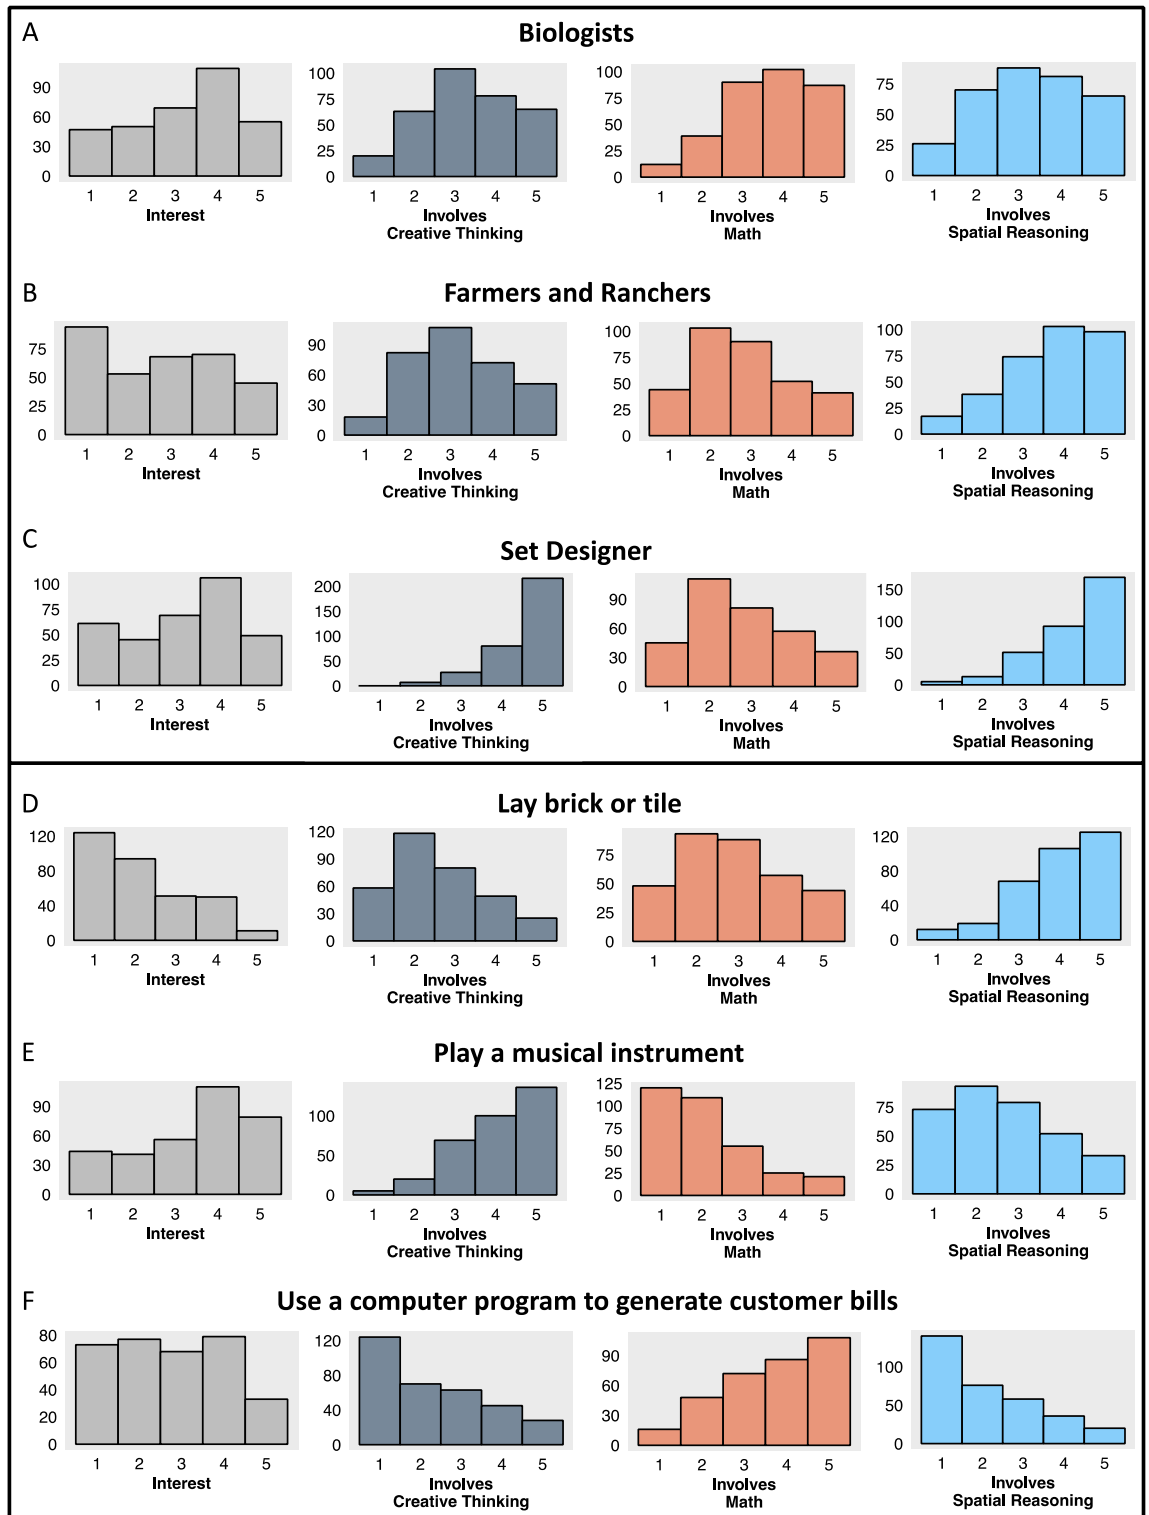 A
Biologists
90
60
30
0
1 2 3 4 5
Interest
100
75
50
25
0
1 2 3 4 5
Involves
Creative Thinking
100
75
50
25
0
1 2 3 4 5
Involves
Math
75
50
25
0
1 2 3 4 5
Involves
Spatial Reasoning
B
Farmers and Ranchers
75
50
25
0
1 2 3 4 5
Interest
90
60
30
0
1 2 3 4 5
Involves
Creative Thinking
100
75
50
25
0
1 2 3 4 5
Involves
Math
100
75
50
25
0
1 2 3 4 5
Involves
Spatial Reasoning
C
Set Designer
100
75
50
25
0
1 2 3 4 5
Interest
200
150
100
50
0
1 2 3 4 5
Involves
Creative Thinking
90
60
30
0
1 2 3 4 5
Involves
Math
150
100
50
0
1 2 3 4 5
Involves
Spatial Reasoning
D
Lay brick or tile
120
80
40
0
1 2 3 4 5
Interest
120
90
60
30
0
1 2 3 4 5
Involves
Creative Thinking
75
50
25
0
1 2 3 4 5
Involves
Math
120
80
40
0
1 2 3 4 5
Involves
Spatial Reasoning
E
Play a musical instrument
90
60
30
0
1 2 3 4 5
Interest
100
50
0
1 2 3 4 5
Involves
Creative Thinking
125
100
75
50
25
0
1 2 3 4 5
Involves
Math
75
50
25
0
1 2 3 4 5
Involves
Spatial Reasoning
F
Use a computer program to generate customer bills
80
60
40
20
0
1 2 3 4 5
Interest
120
80
40
0
1 2 3 4 5
Involves
Creative Thinking
90
60
30
0
1 2 3 4 5
Involves
Math
100
50
0
1 2 3 4 5
Involves
Spatial Reasoning